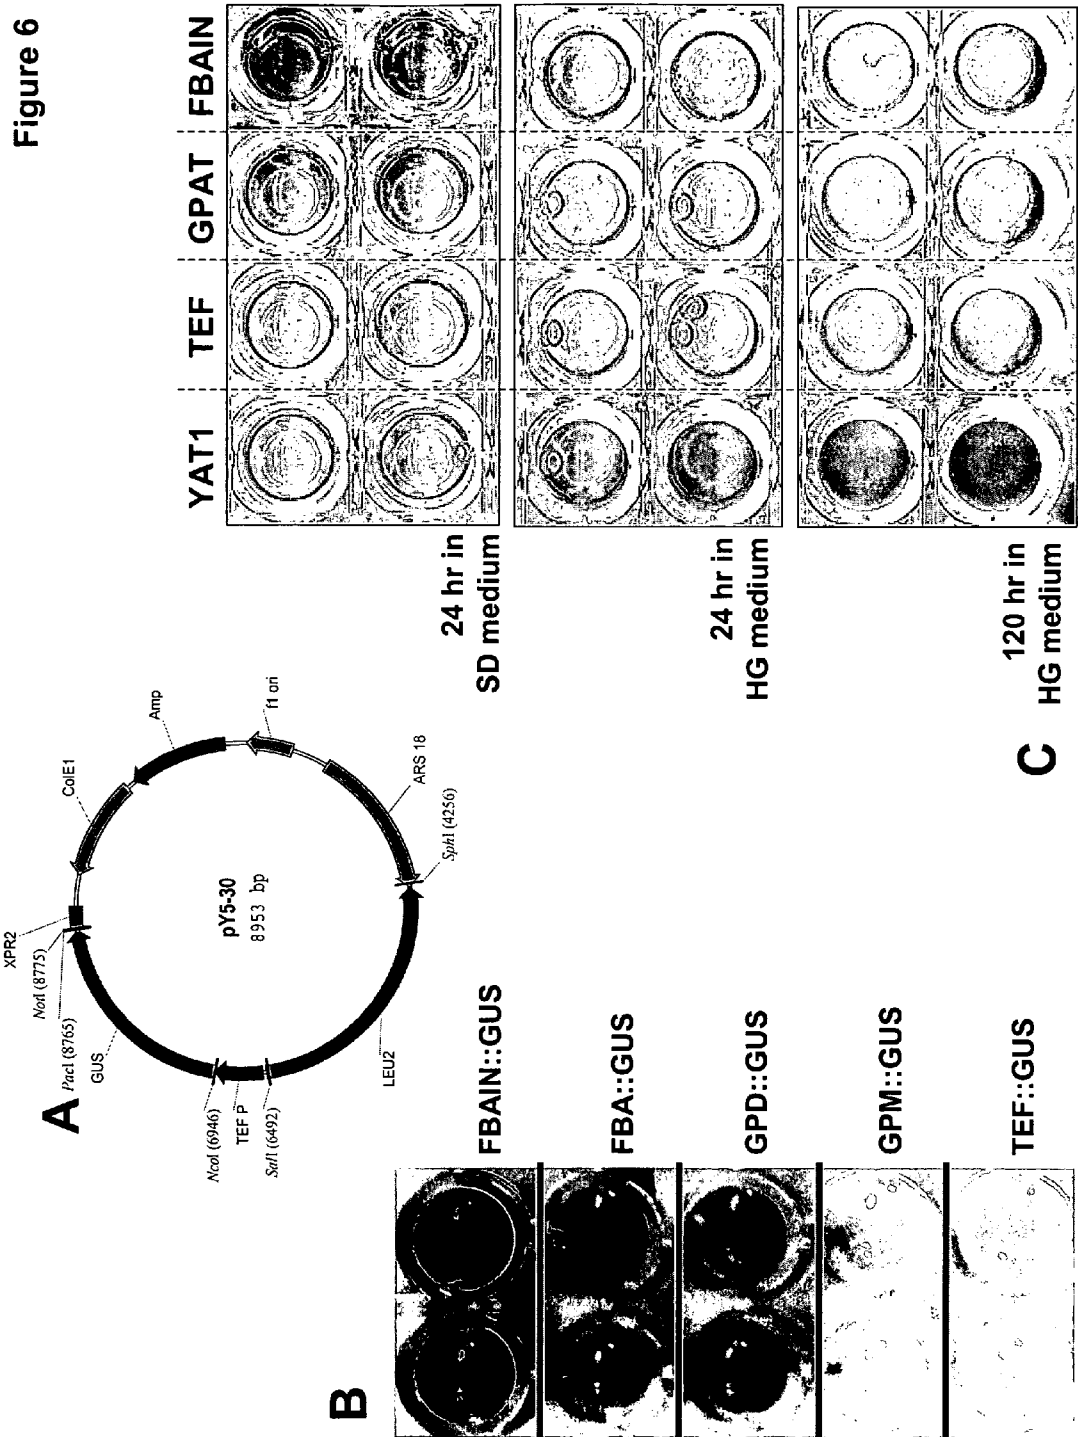 Figure 6
A
XPR2
NotI (8775)
PacI (8765)
GUS
NcoI (6946)
TEF P
SalI (6492)
LEU2
SphI (4256)
ARS 18
f1 ori
Amp
ColE1
pY5-30
8953 bp
B
FBAIN::GUS
FBA::GUS
GPD::GUS
GPM::GUS
TEF::GUS
C
YAT1 TEF GPAT FBAIN
24 hr in
SD medium
24 hr in
HG medium
120 hr in
HG medium